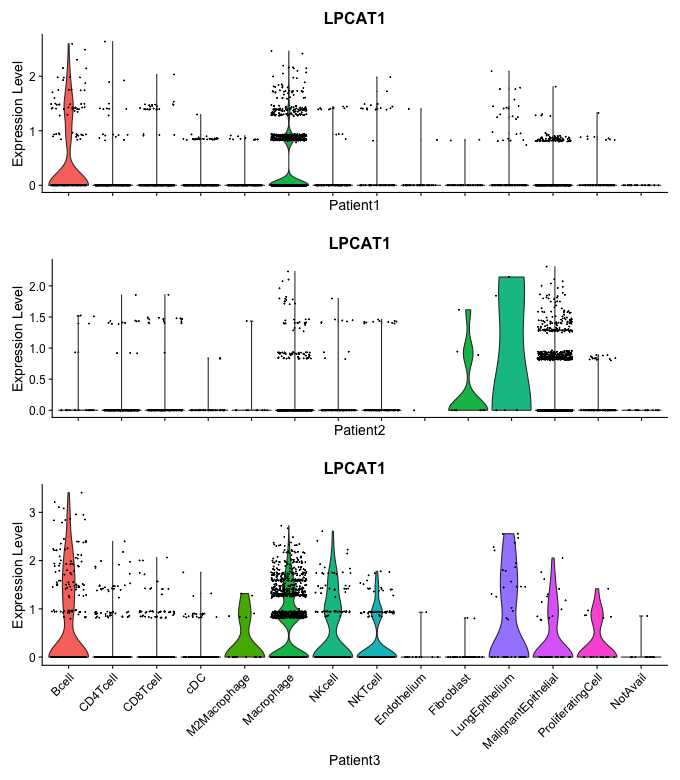 LPCAT1
Expression Level
2
1
0
Patient1
LPCAT1
Expression Level
2.0
1.5
1.0
0.5
0.0
Patient2
LPCAT1
Expression Level
3
2
1
0
Bcell
CD4Tcell
CD8Tcell
cDC
M2Macrophage
Macrophage
NKcell
NKTcell
Endothelium
Fibroblast
LungEpithelium
MalignantEpithelial
ProliferatingCell
NotAvail
Patient3